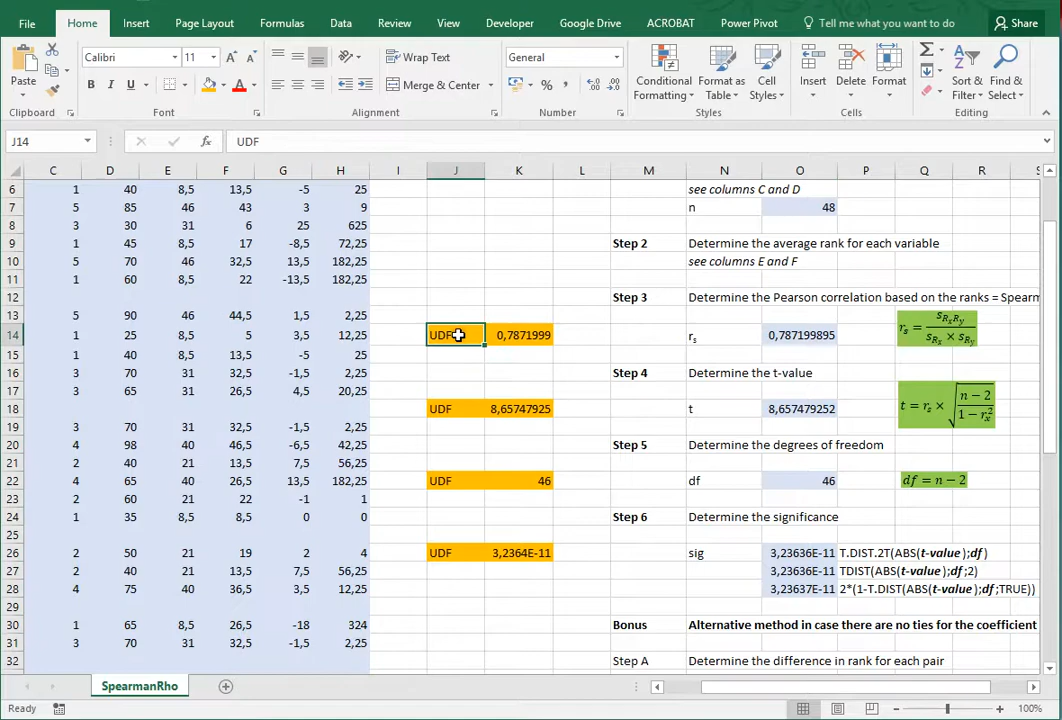 File Home Insert Page Layout Formulas Data Review View Developer Google Drive ACROBAT Power Pivot Tell me what you want to do Share
Calibri 11 A A Wrap Text General Σ
Paste B I U A Merge & Center % , Conditional Formatting Format as Table Cell Styles Insert Delete Format Sort & Filter Find & Select
Clipboard Font Alignment Number Styles Cells Editing
J14 fx UDF
C D E F G H I J K L M N O P Q R S
6 1 40 8,5 13,5 -5 25 see columns C and D
7 5 85 46 43 3 9 n 48
8 3 30 31 6 25 625
9 1 45 8,5 17 -8,5 72,25 Step 2 Determine the average rank for each variable
10 5 70 46 32,5 13,5 182,25 see columns E and F
11 1 60 8,5 22 -13,5 182,25
12 Step 3 Determine the Pearson correlation based on the ranks = Spearm
13 5 90 46 44,5 1,5 2,25
14 1 25 8,5 5 3,5 12,25 UDF 0,7871999 rs 0,787199895 r_s = s_{R_xR_y} / (s_{R_x} × s_{R_y})
15 1 40 8,5 13,5 -5 25
16 3 70 31 32,5 -1,5 2,25 Step 4 Determine the t-value
17 3 65 31 26,5 4,5 20,25
18 UDF 8,65747925 t 8,657479252 t = r_s × √((n − 2) / (1 − r_x^2))
19 3 70 31 32,5 -1,5 2,25
20 4 98 40 46,5 -6,5 42,25 Step 5 Determine the degrees of freedom
21 2 40 21 13,5 7,5 56,25
22 4 65 40 26,5 13,5 182,25 UDF 46 df 46 df = n − 2
23 2 60 21 22 -1 1
24 1 35 8,5 8,5 0 0 Step 6 Determine the significance
25
26 2 50 21 19 2 4 UDF 3,2364E-11 sig 3,23636E-11 T.DIST.2T(ABS(t-value);df)
27 2 40 21 13,5 7,5 56,25 3,23636E-11 TDIST(ABS(t-value);df;2)
28 4 75 40 36,5 3,5 12,25 3,23637E-11 2*(1-T.DIST(ABS(t-value);df;TRUE))
29
30 1 65 8,5 26,5 -18 324 Bonus Alternative method in case there are no ties for the coefficient
31 3 70 31 32,5 -1,5 2,25
32 Step A Determine the difference in rank for each pair
SpearmanRho
Ready 100%